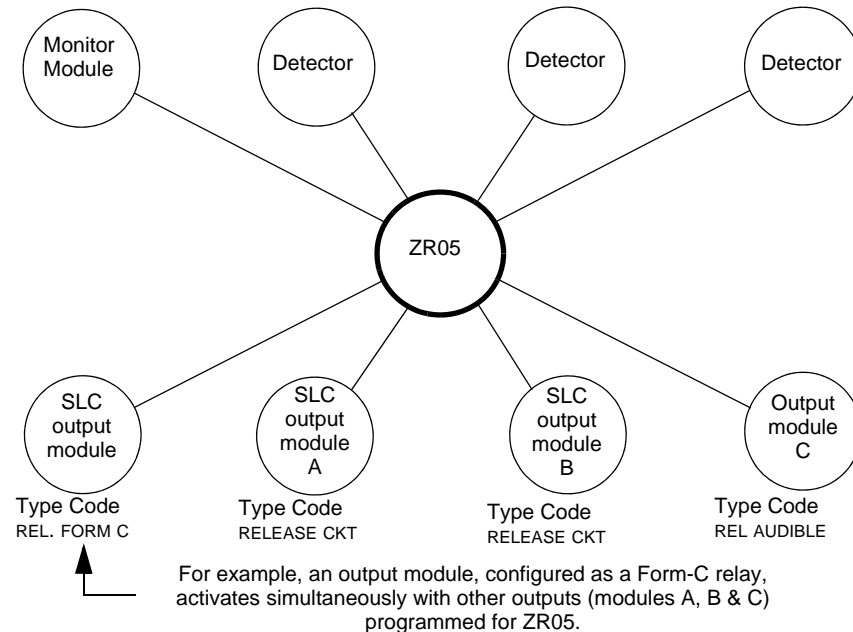 Monitor
Module
Detector
Detector
Detector
ZR05
SLC
output
module
SLC
output
module
A
SLC
output
module
B
Output
module
C
Type Code
REL. FORM C
Type Code
RELEASE CKT
Type Code
RELEASE CKT
Type Code
REL AUDIBLE
For example, an output module, configured as a Form-C relay,
activates simultaneously with other outputs (modules A, B & C)
programmed for ZR05.